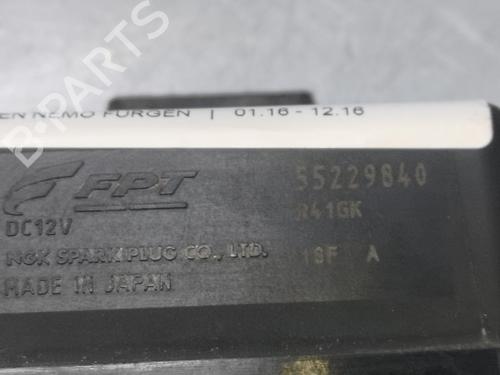 EN NEMO FURGEN | 01.16 - 12.16
FPT
55229840
DC12V
R41GK
NGK SPARK PLUG CO., LTD.
18F A
MADE IN JAPAN